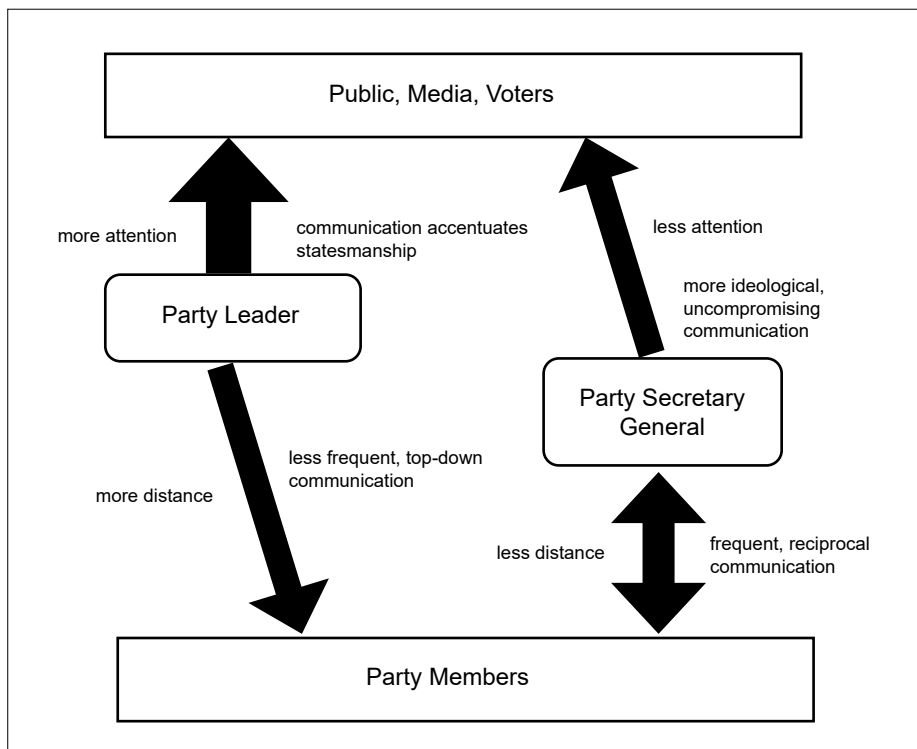 Public, Media, Voters
more attention
communication accentuates
statesmanship
less attention
more ideological,
uncompromising
communication
Party Leader
Party Secretary
General
less frequent, top-down
communication
more distance
less distance
frequent, reciprocal
communication
Party Members